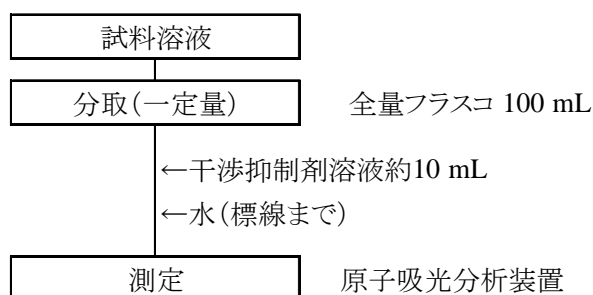 試料溶液
分取(一定量) 全量フラスコ 100 mL
←干渉抑制剤溶液約10 mL
←水(標線まで)
測定 原子吸光分析装置